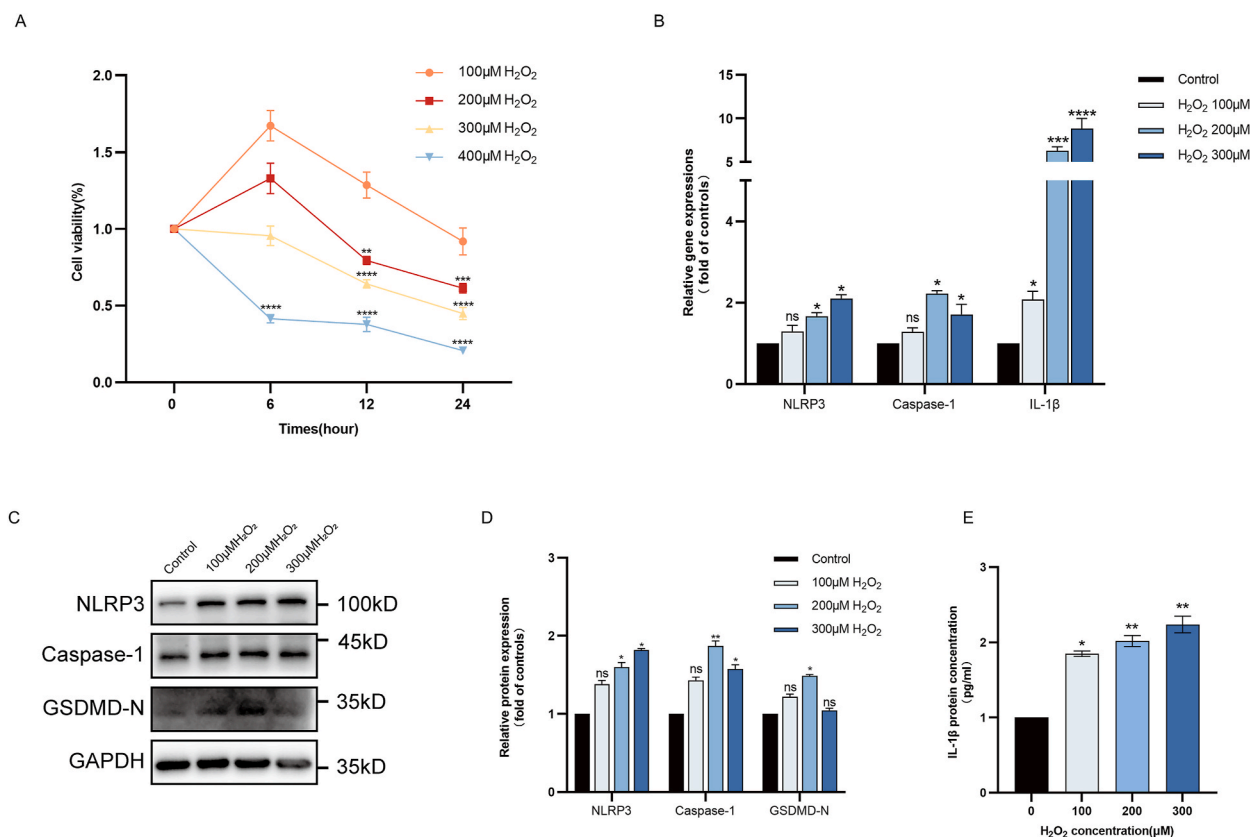 A
100μM H₂O₂
200μM H₂O₂
300μM H₂O₂
400μM H₂O₂
Cell viability(%)
2.0
1.5
1.0
0.5
0.0
**
****
***
****
****
****
****
0
6
12
24
Times(hour)
B
Control
H₂O₂ 100μM
H₂O₂ 200μM
H₂O₂ 300μM
Relative gene expressions
( fold of controls)
15
10
5
4
2
0
ns
*
*
ns
*
*
*
***
****
NLRP3
Caspase-1
IL-1β
C
Control
100μMH₂O₂
200μMH₂O₂
300μMH₂O₂
NLRP3
100kD
Caspase-1
45kD
GSDMD-N
35kD
GAPDH
35kD
D
Control
100μM H₂O₂
200μM H₂O₂
300μM H₂O₂
Relative protein expression
(fold of controls)
3
2
1
0
ns
*
*
ns
**
*
ns
*
ns
NLRP3
Caspase-1
GSDMD-N
E
IL-1β protein concentration
(pg/ml)
3
2
1
0
*
**
**
0
100
200
300
H₂O₂ concentration(μM)